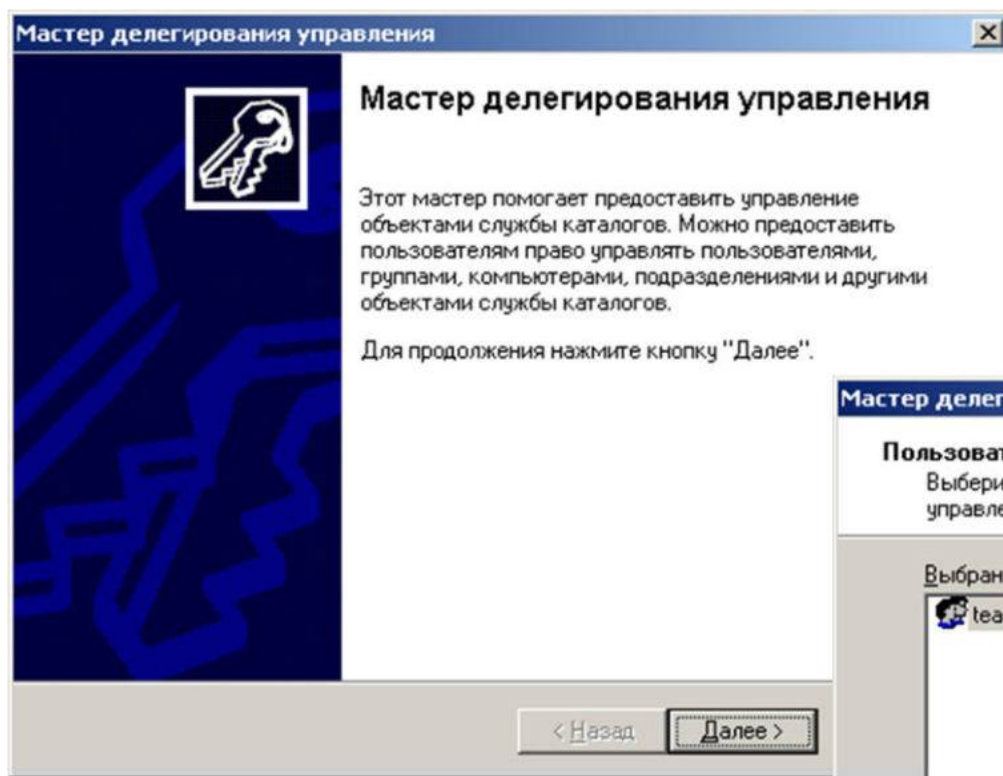 Мастер делегирования управления
Мастер делегирования управления
Этот мастер помогает предоставить управление
объектами службы каталогов. Можно предоставить
пользователям право управлять пользователями,
группами, компьютерами, подразделениями и другими
объектами службы каталогов.
Для продолжения нажмите кнопку "Далее".
< Назад
Далее >
Мастер делег
Пользоват
Выбери
управле
Выбран
tea